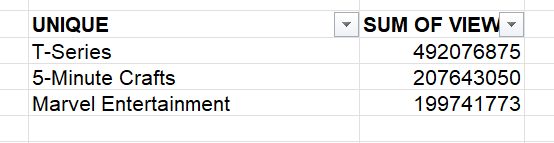 UNIQUE SUM OF VIEW
T-Series 492076875
5-Minute Crafts 207643050
Marvel Entertainment 199741773